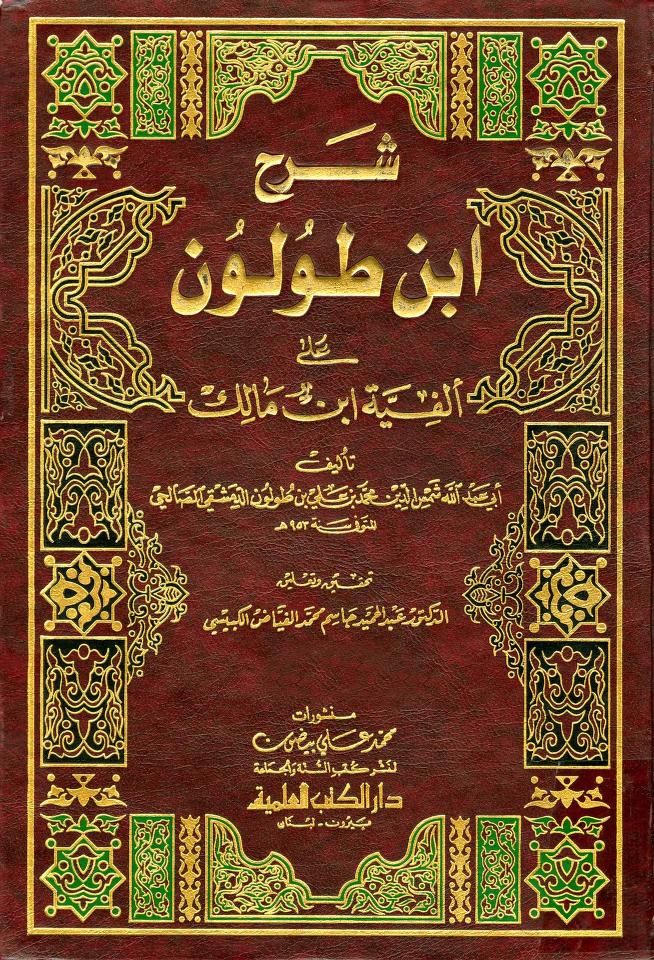 شرح
ابن طولون
على
ألفية ابن مالك
تأليف
أبي عبد الله شمس الدين محمد بن علي بن طولون الدمشقي الصالحي
المتوفى سنة ٩٥٣ هـ
تحقيق وتعليق
الدكتور عبد الحميد جاسم محمد الفياض الكبيسي
منشورات
محمد علي بيضون
لنشر كتب السنة والجماعة
دار الكتب العلمية
بيروت - لبنان